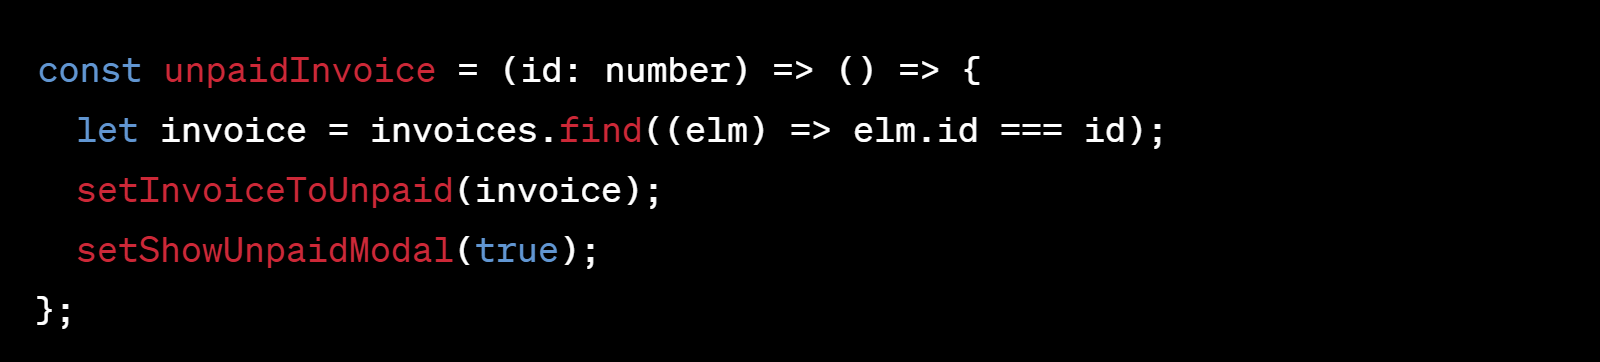 const unpaidInvoice = (id: number) => () => {
let invoice = invoices.find((elm) => elm.id === id);
setInvoiceToUnpaid(invoice);
setShowUnpaidModal(true);
};